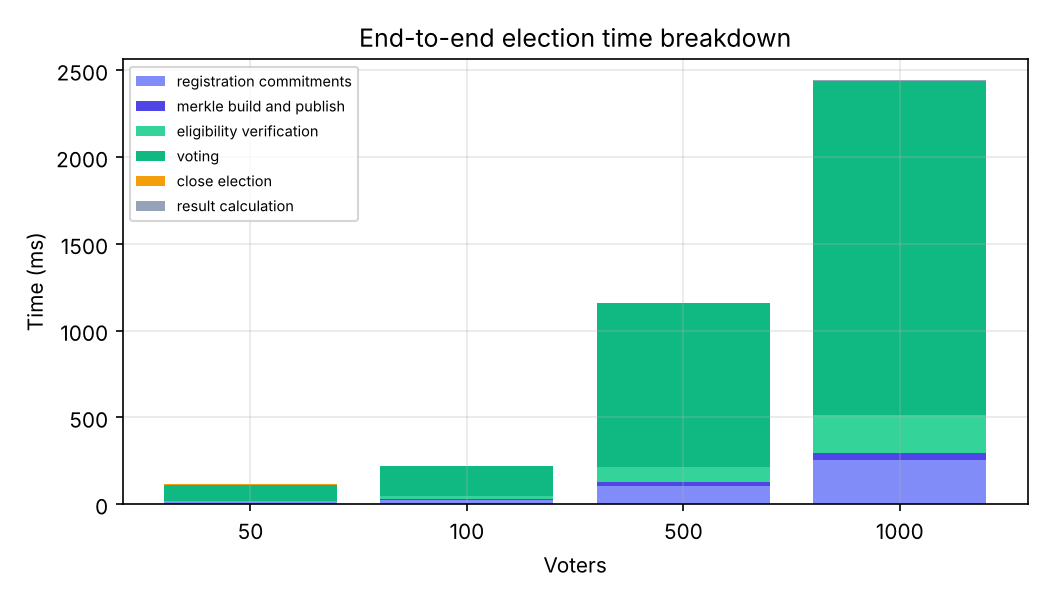 End-to-end election time breakdown
2500
2000
1500
1000
500
0
Time (ms)
registration commitments
merkle build and publish
eligibility verification
voting
close election
result calculation
50
100
500
1000
Voters